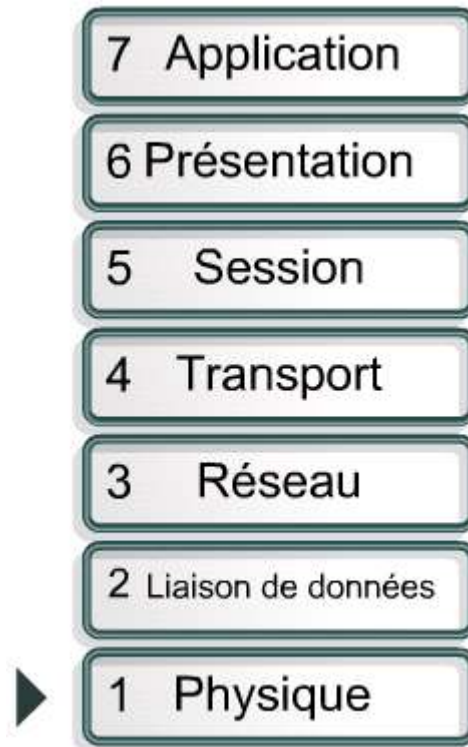 7 Application
6 Présentation
5 Session
4 Transport
3 Réseau
2 Liaison de données
1 Physique